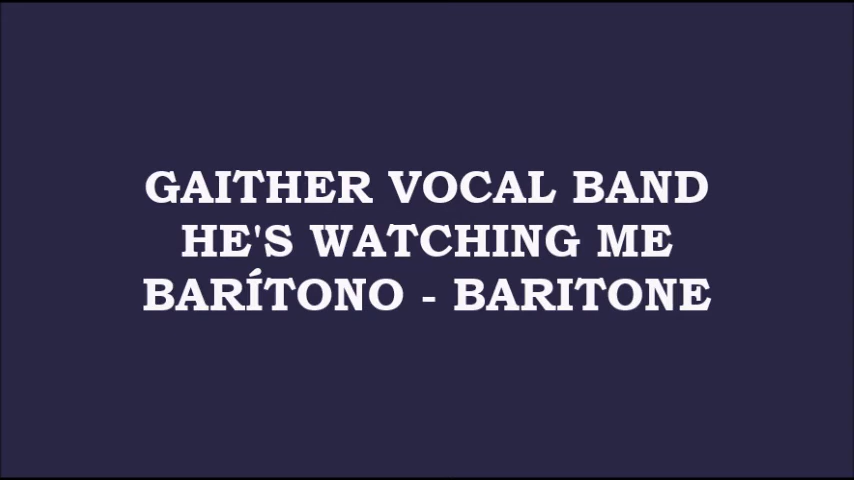 GAITHER VOCAL BAND
HE'S WATCHING ME
BARÍTONO - BARITONE